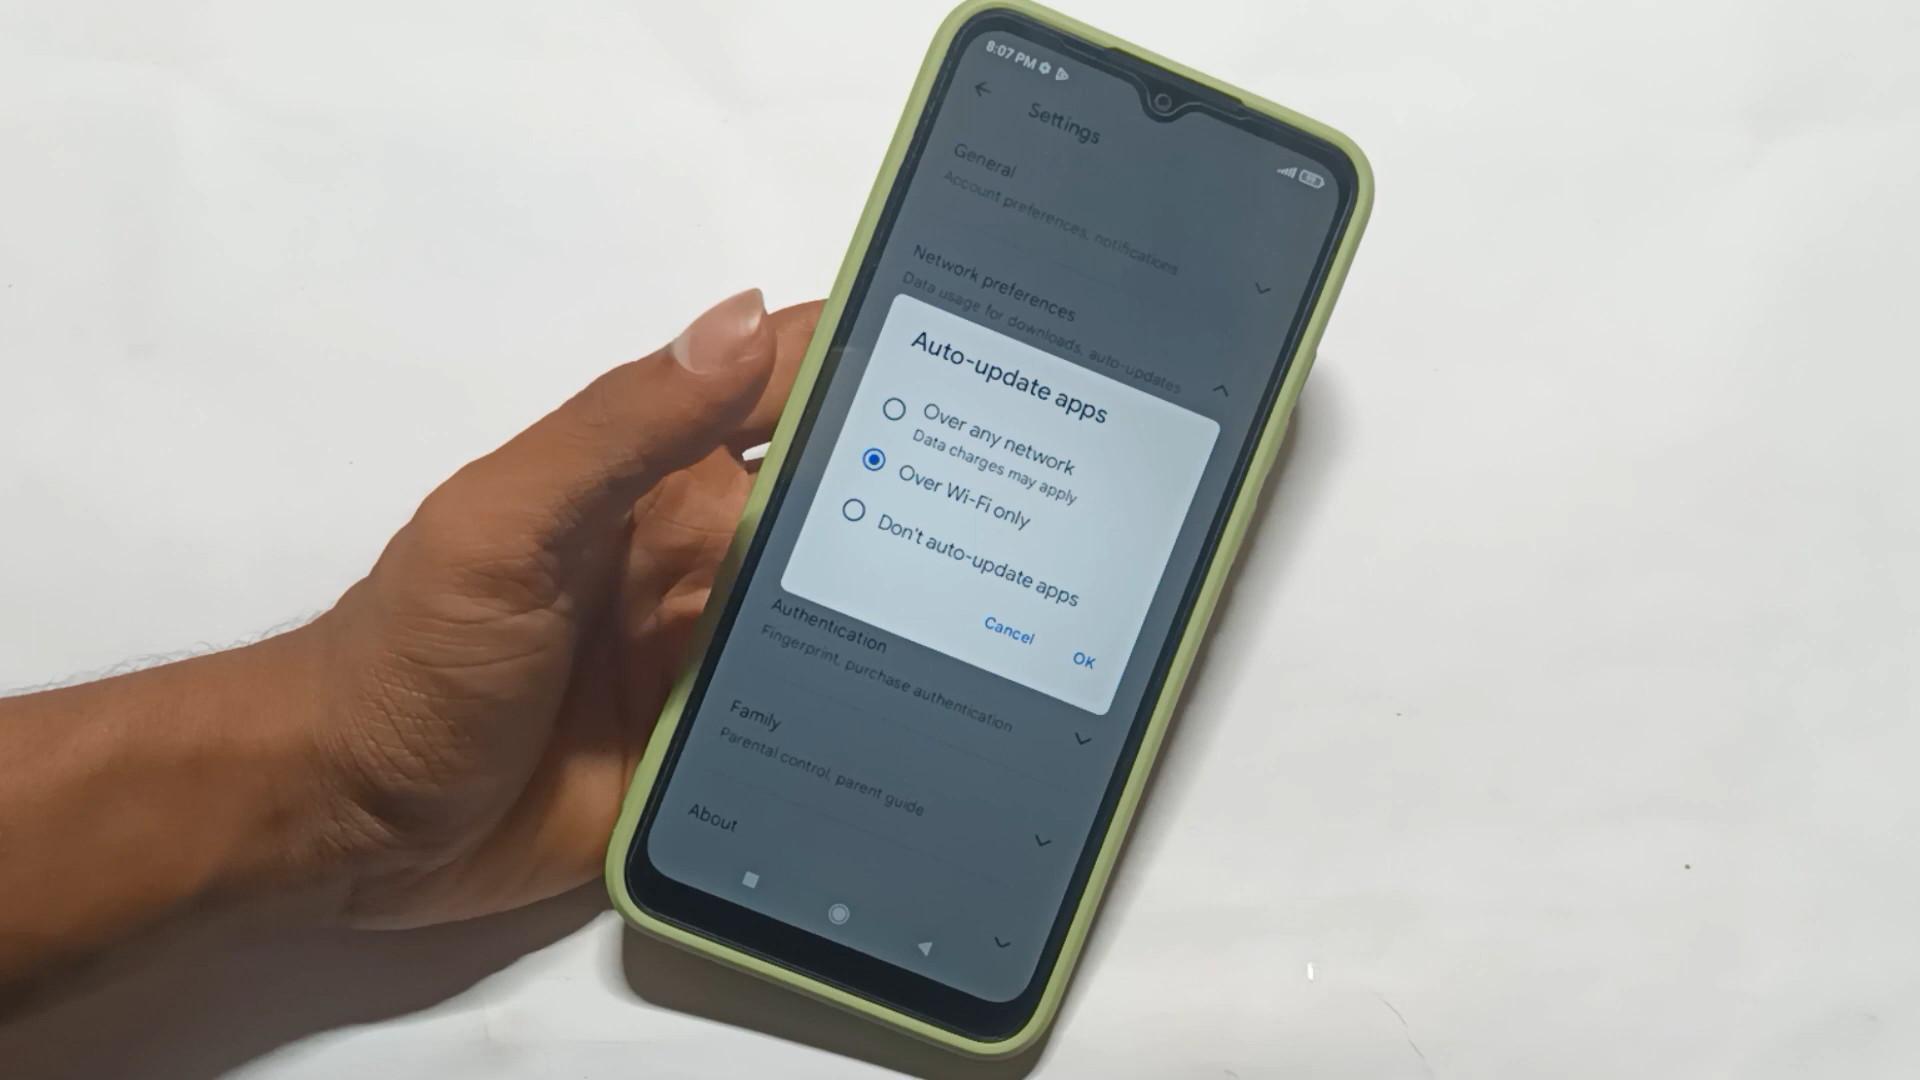 8:07 PM
Settings
General
Account preferences, notifications
Network preferences
Data usage for downloads, auto-updates
Auto-update apps
Over any network
Data charges may apply
Over Wi-Fi only
Don't auto-update apps
Cancel
OK
Authentication
Fingerprint, purchase authentication
Family
Parental control, parent guide
About